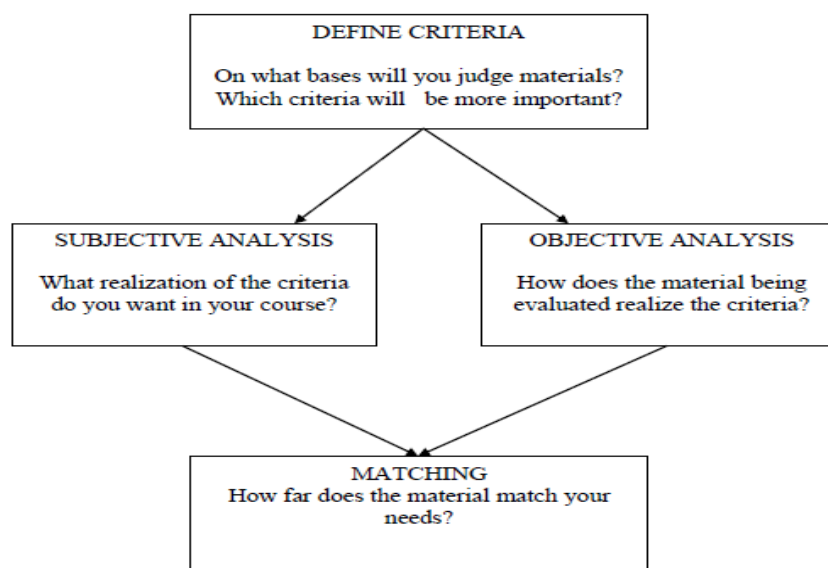 DEFINE CRITERIA
On what bases will you judge materials?
Which criteria will be more important?
SUBJECTIVE ANALYSIS
What realization of the criteria
do you want in your course?
OBJECTIVE ANALYSIS
How does the material being
evaluated realize the criteria?
MATCHING
How far does the material match your
needs?